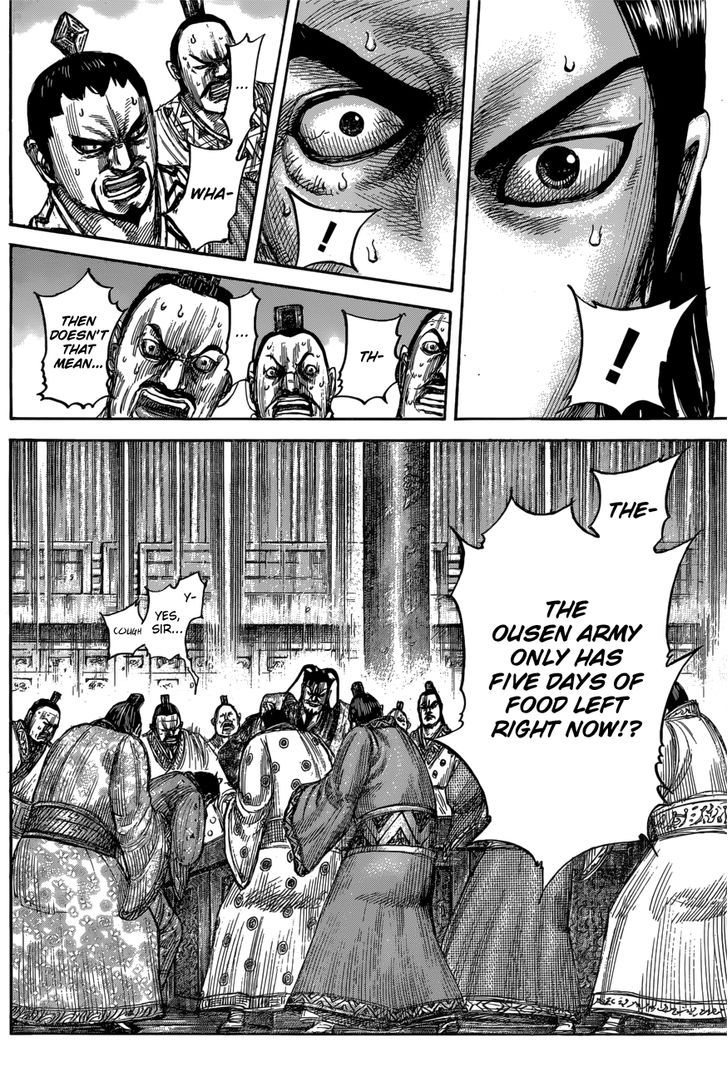 !
!
...
WHA-
TH-
...
THEN
DOESN'T
THAT
MEAN...
THE-
THE
OUSEN ARMY
ONLY HAS
FIVE DAYS OF
FOOD LEFT
RIGHT NOW!?
Y-
YES,
SIR...
COUGH